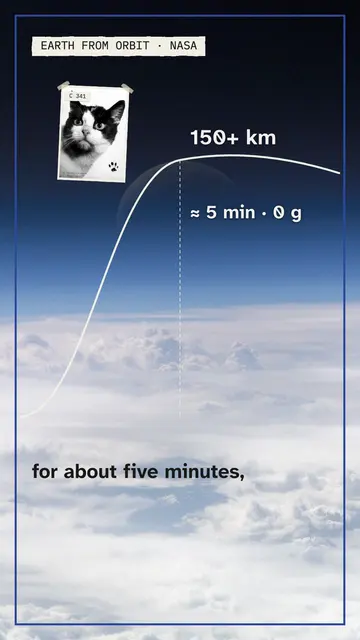 EARTH FROM ORBIT · NASA
C 341
150+ km
≈ 5 min · 0 g
for about five minutes,